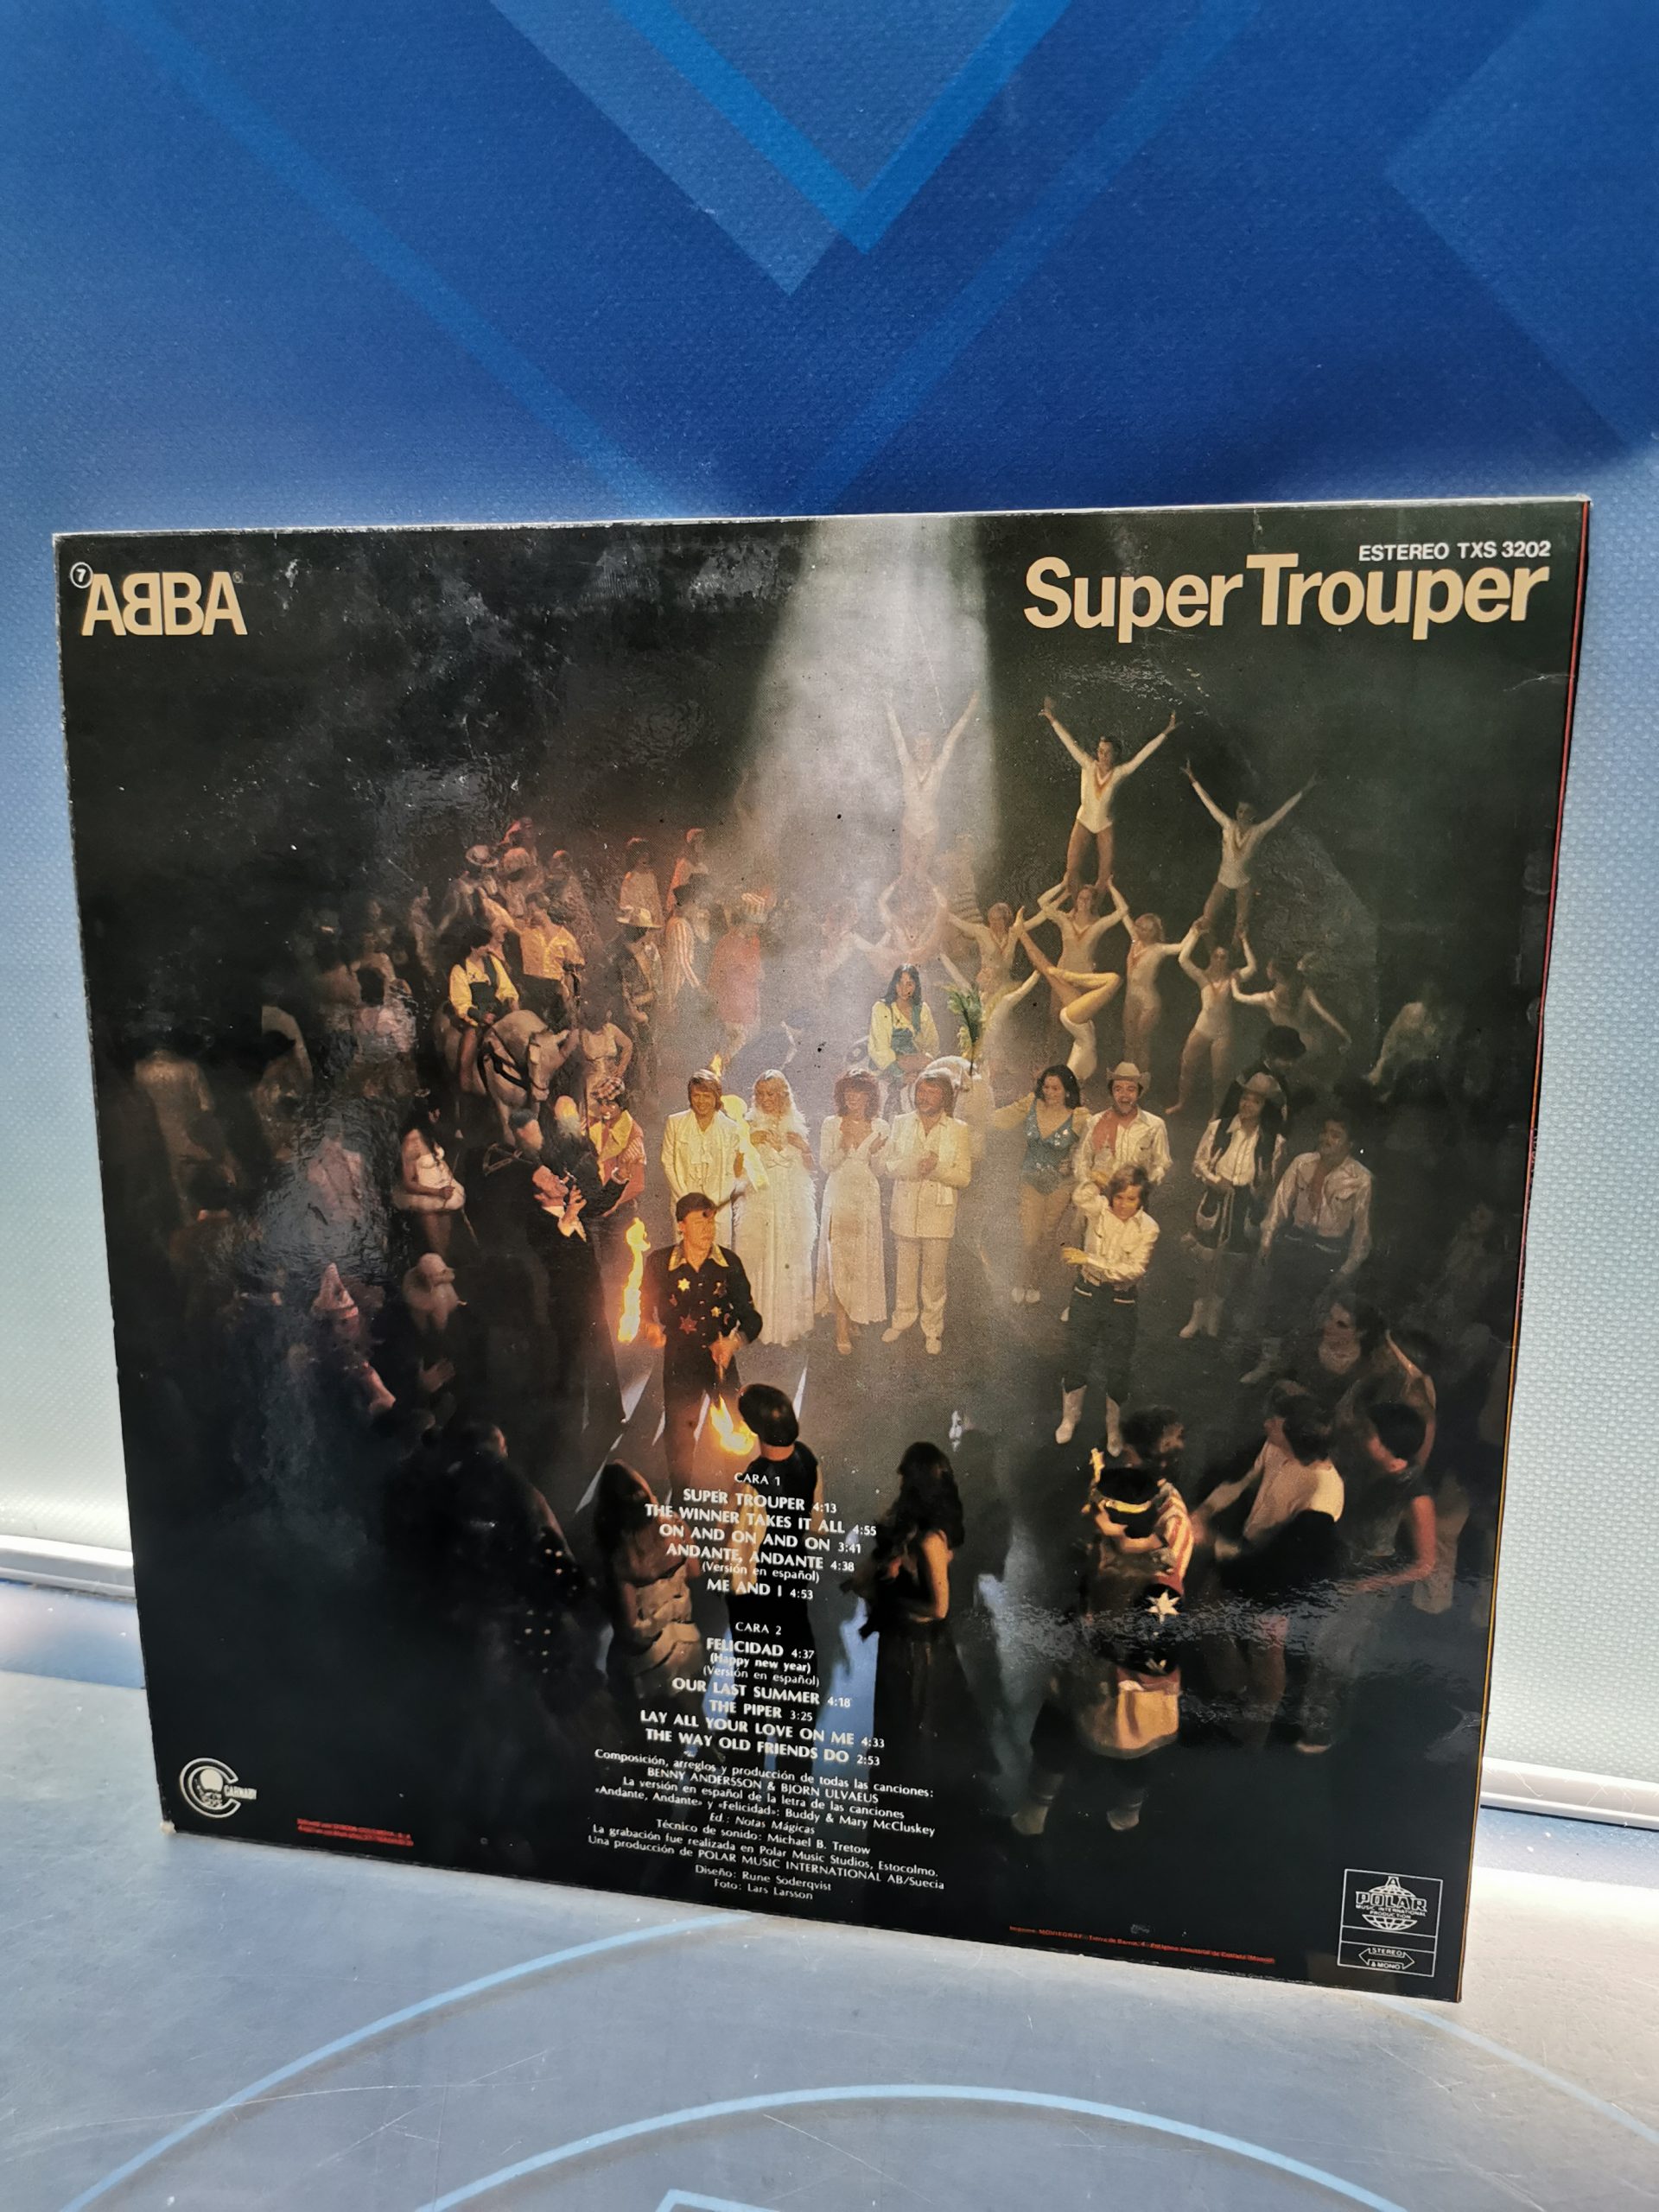 7
ABBA®
ESTEREO TXS 3202
Super Trouper
CARA 1
SUPER TROUPER 4:13
THE WINNER TAKES IT ALL 4:55
ON AND ON AND ON 3:41
ANDANTE, ANDANTE 4:38
(Versión en español)
ME AND I 4:53
CARA 2
FELICIDAD 4:37
(Happy new year)
(Versión en español)
OUR LAST SUMMER 4:18
THE PIPER 3:25
LAY ALL YOUR LOVE ON ME 4:33
THE WAY OLD FRIENDS DO 2:53
Composición, arreglos y producción de todas las canciones:
BENNY ANDERSSON & BJORN ULVAEUS
La versión en español de la letra de las canciones
«Andante, Andante» y «Felicidad»: Buddy & Mary McCluskey
Ed.: Notas Mágicas
Técnico de sonido: Michael B. Tretow
La grabación fue realizada en Polar Music Studios, Estocolmo.
Una producción de POLAR MUSIC INTERNATIONAL AB/Suecia
Diseño: Rune Soderqvist
Foto: Lars Larsson
CARNABY
A
POLAR
MUSIC INTERNATIONAL
PRODUCTION
STEREO
& MONO